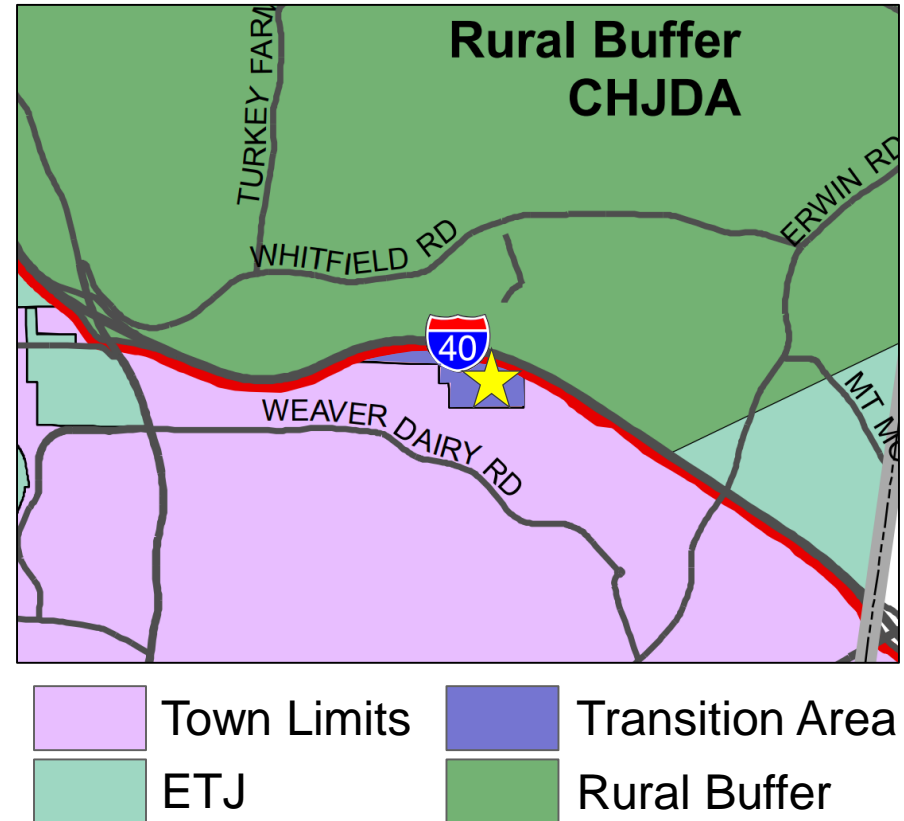 Rural Buffer
CHJDA
TURKEY FARM
ERWIN RD
WHITFIELD RD
40
MT MO
WEAVER DAIRY RD
Town Limits
Transition Area
ETJ
Rural Buffer